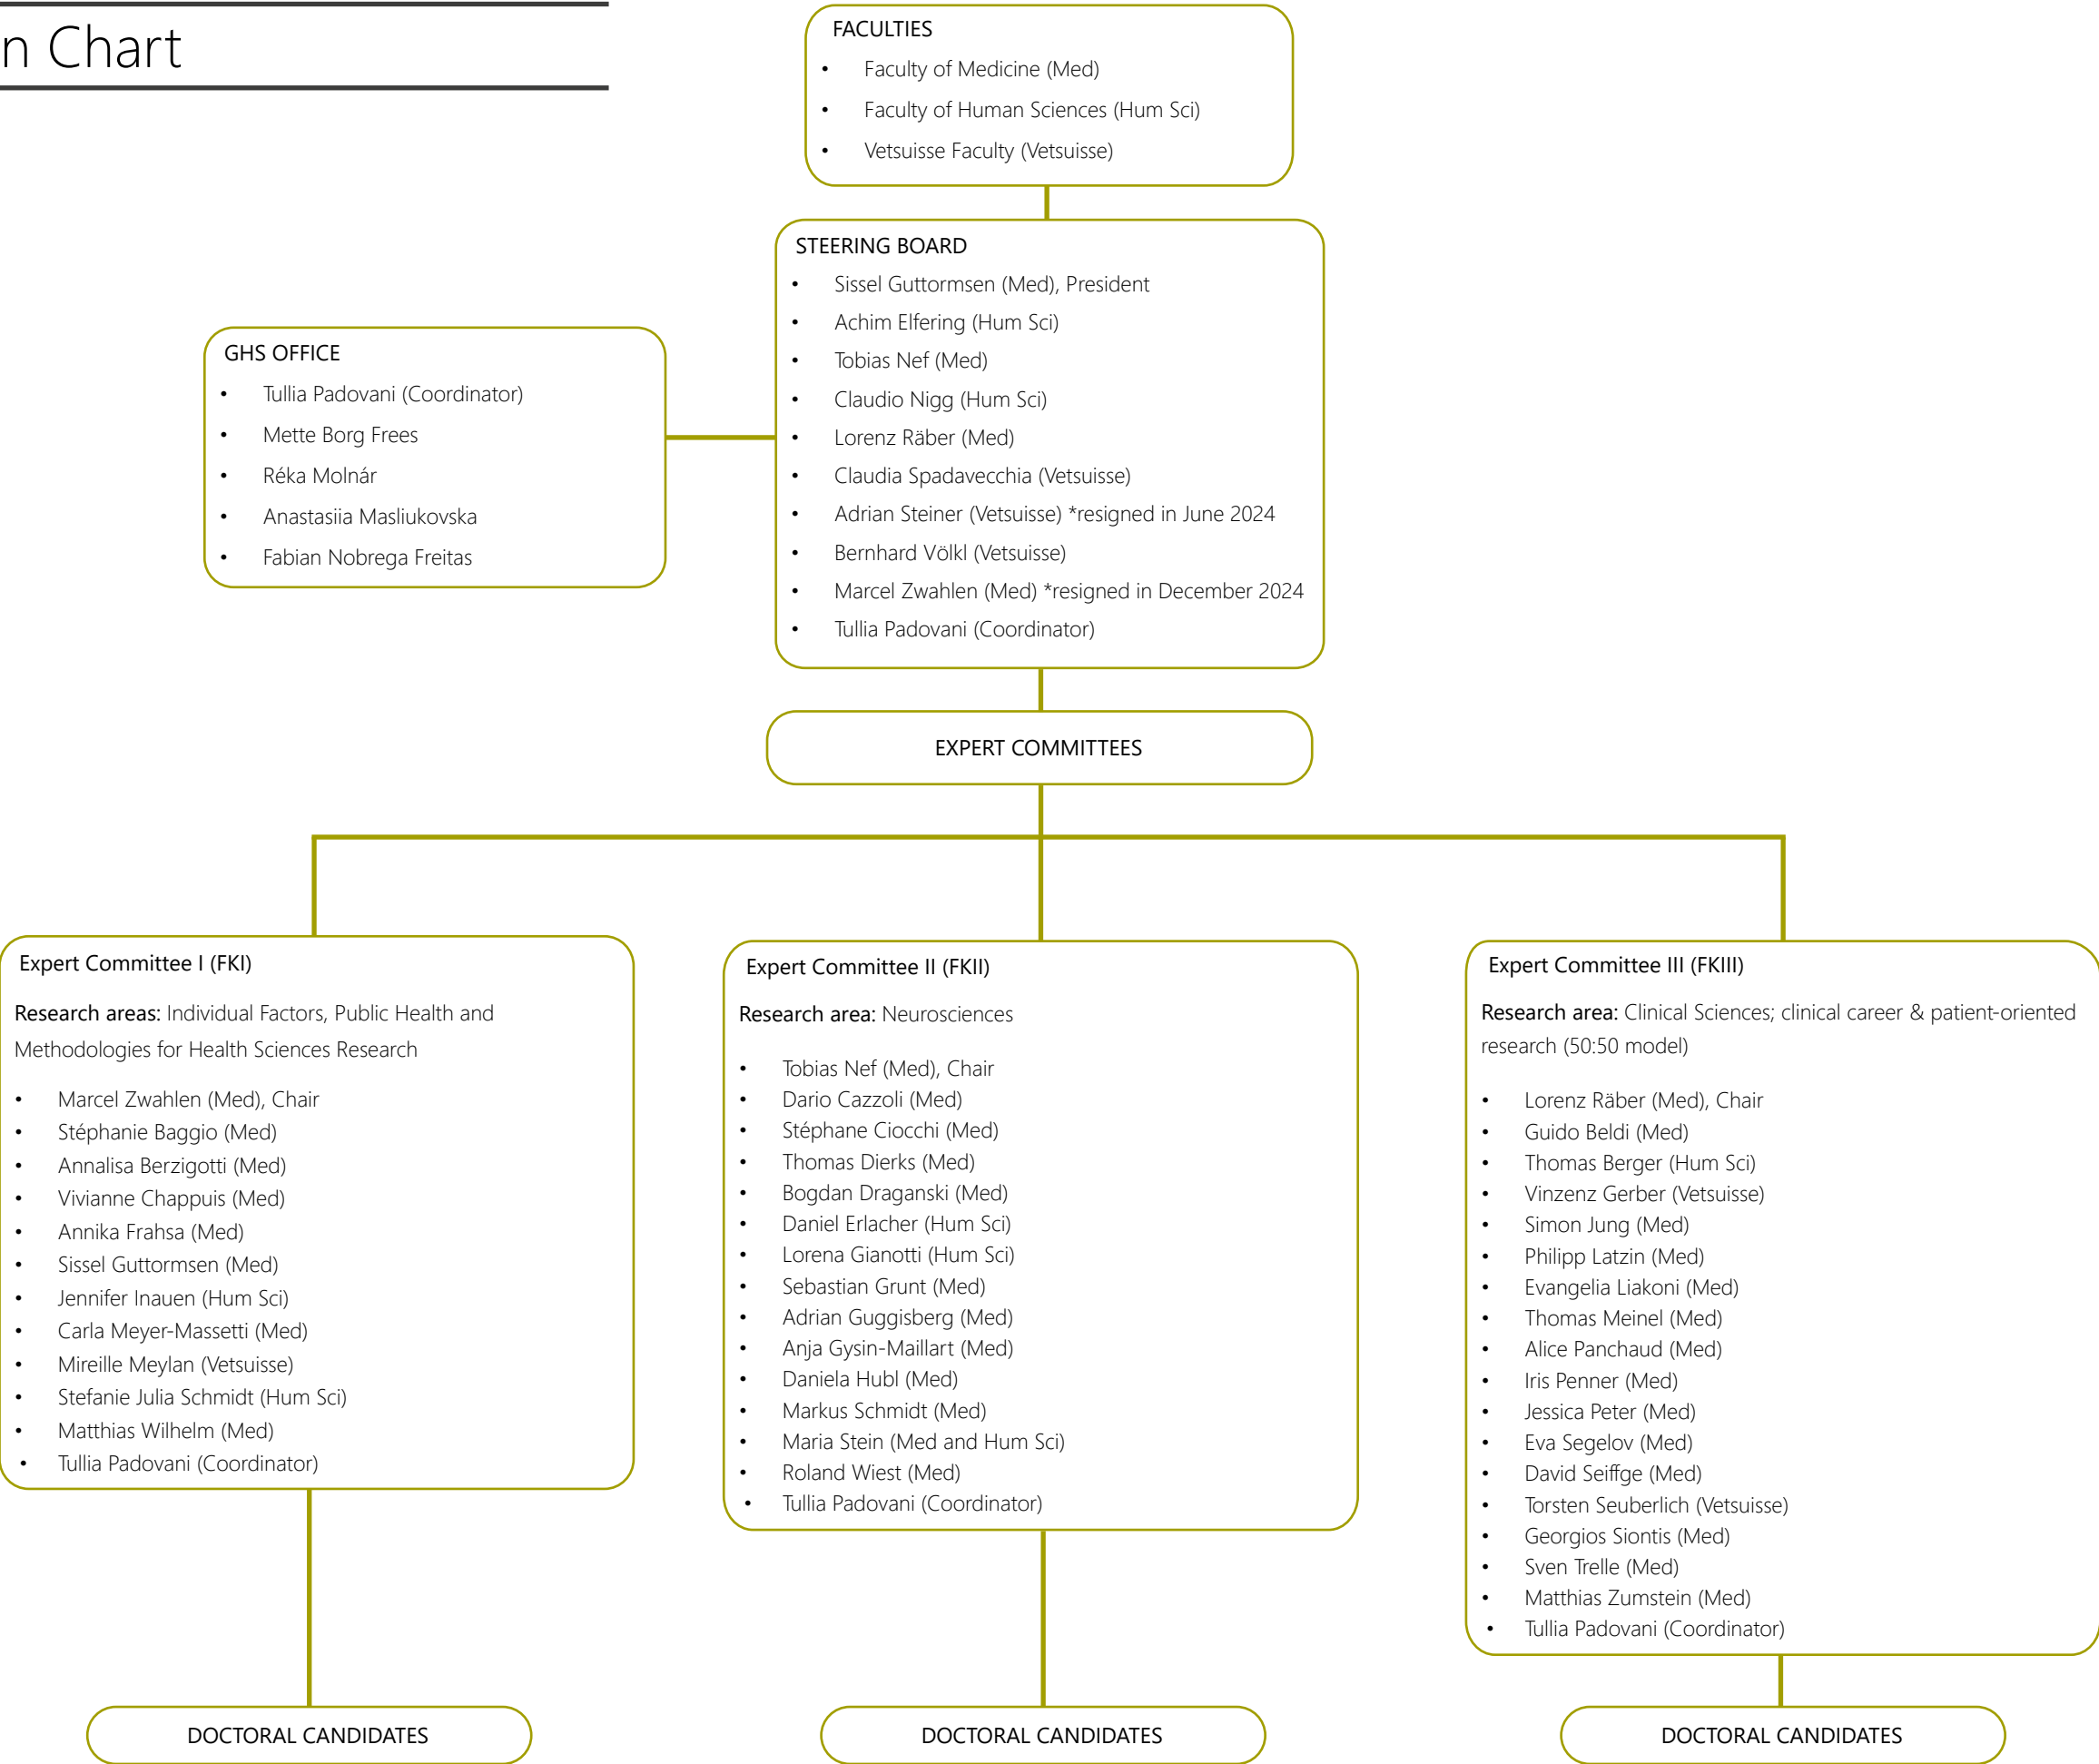 n Chart
FACULTIES
• Faculty of Medicine (Med)
• Faculty of Human Sciences (Hum Sci)
• Vetsuisse Faculty (Vetsuisse)
STEERING BOARD
• Sissel Guttormsen (Med), President
• Achim Elfering (Hum Sci)
• Tobias Nef (Med)
• Claudio Nigg (Hum Sci)
• Lorenz Räber (Med)
• Claudia Spadavecchia (Vetsuisse)
• Adrian Steiner (Vetsuisse) *resigned in June 2024
• Bernhard Völkl (Vetsuisse)
• Marcel Zwahlen (Med) *resigned in December 2024
• Tullia Padovani (Coordinator)
GHS OFFICE
• Tullia Padovani (Coordinator)
• Mette Borg Frees
• Réka Molnár
• Anastasiia Masliukovska
• Fabian Nobrega Freitas
EXPERT COMMITTEES
Expert Committee I (FKI)
Research areas: Individual Factors, Public Health and
Methodologies for Health Sciences Research
• Marcel Zwahlen (Med), Chair
• Stéphanie Baggio (Med)
• Annalisa Berzigotti (Med)
• Vivianne Chappuis (Med)
• Annika Frahsa (Med)
• Sissel Guttormsen (Med)
• Jennifer Inauen (Hum Sci)
• Carla Meyer-Massetti (Med)
• Mireille Meylan (Vetsuisse)
• Stefanie Julia Schmidt (Hum Sci)
• Matthias Wilhelm (Med)
• Tullia Padovani (Coordinator)
Expert Committee II (FKII)
Research area: Neurosciences
• Tobias Nef (Med), Chair
• Dario Cazzoli (Med)
• Stéphane Ciocchi (Med)
• Thomas Dierks (Med)
• Bogdan Draganski (Med)
• Daniel Erlacher (Hum Sci)
• Lorena Gianotti (Hum Sci)
• Sebastian Grunt (Med)
• Adrian Guggisberg (Med)
• Anja Gysin-Maillart (Med)
• Daniela Hubl (Med)
• Markus Schmidt (Med)
• Maria Stein (Med and Hum Sci)
• Roland Wiest (Med)
• Tullia Padovani (Coordinator)
Expert Committee III (FKIII)
Research area: Clinical Sciences; clinical career & patient-oriented
research (50:50 model)
• Lorenz Räber (Med), Chair
• Guido Beldi (Med)
• Thomas Berger (Hum Sci)
• Vinzenz Gerber (Vetsuisse)
• Simon Jung (Med)
• Philipp Latzin (Med)
• Evangelia Liakoni (Med)
• Thomas Meinel (Med)
• Alice Panchaud (Med)
• Iris Penner (Med)
• Jessica Peter (Med)
• Eva Segelov (Med)
• David Seiffge (Med)
• Torsten Seuberlich (Vetsuisse)
• Georgios Siontis (Med)
• Sven Trelle (Med)
• Matthias Zumstein (Med)
• Tullia Padovani (Coordinator)
DOCTORAL CANDIDATES
DOCTORAL CANDIDATES
DOCTORAL CANDIDATES